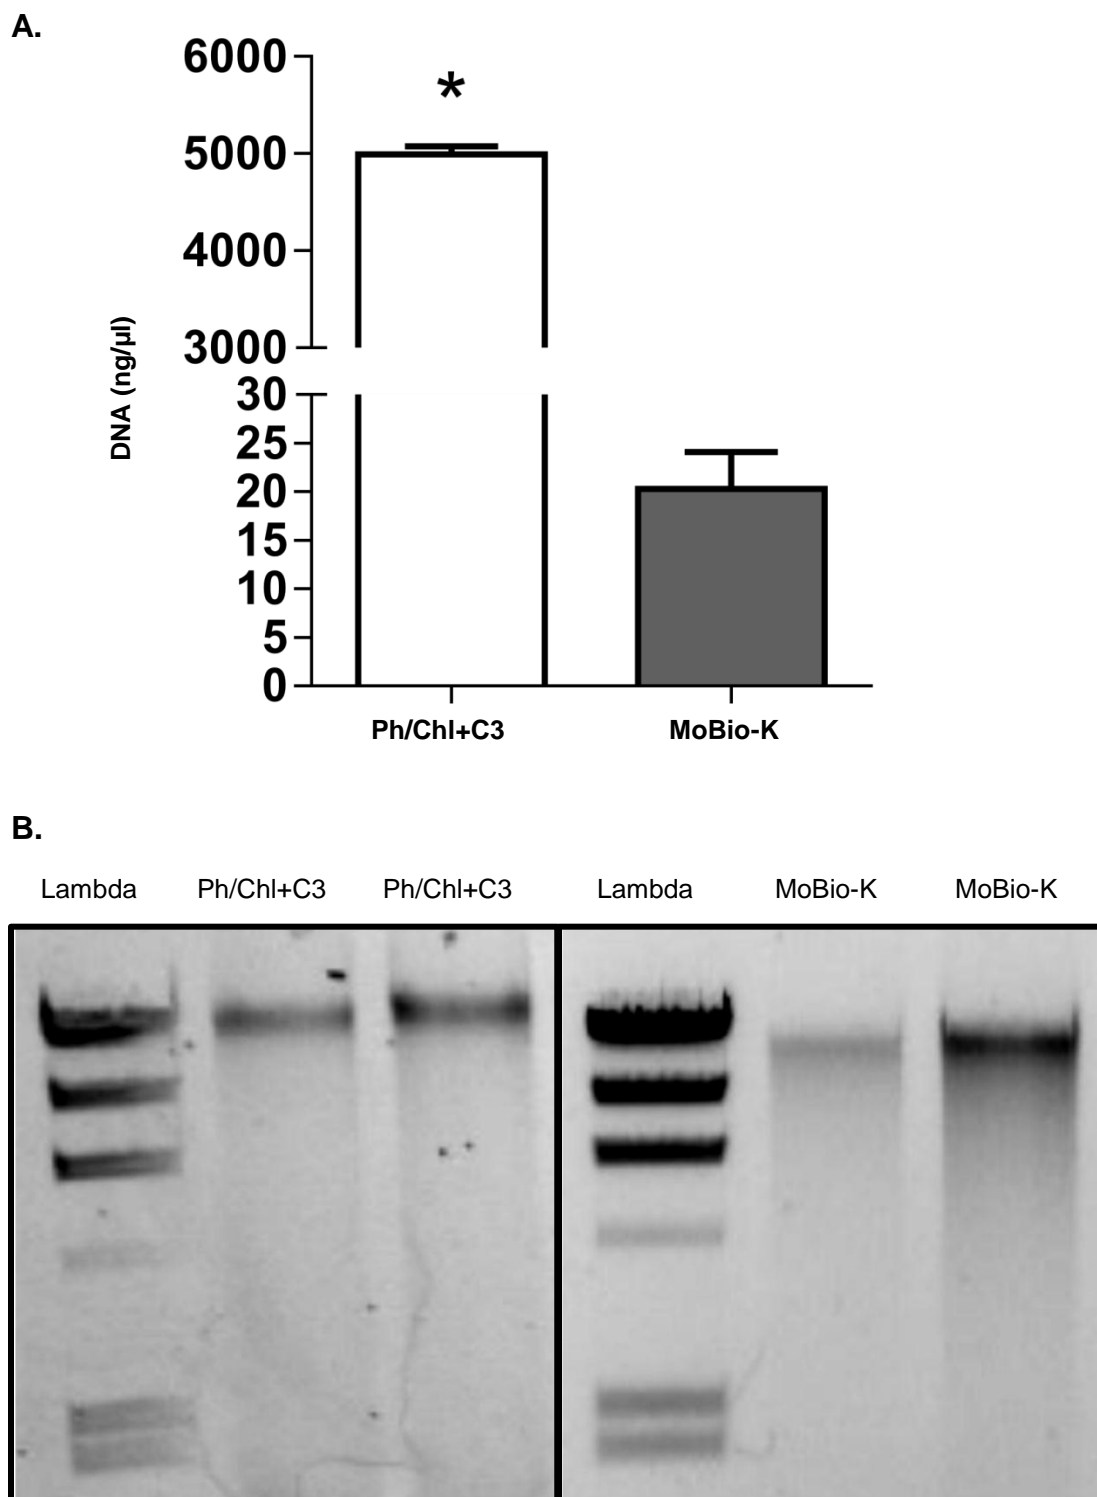 A.
*
6000
5000
4000
3000
30
25
20
15
10
5
0
DNA (ng/µl)
Ph/Chl+C3 MoBio-K
B.
Lambda Ph/Chl+C3 Ph/Chl+C3 Lambda MoBio-K MoBio-K